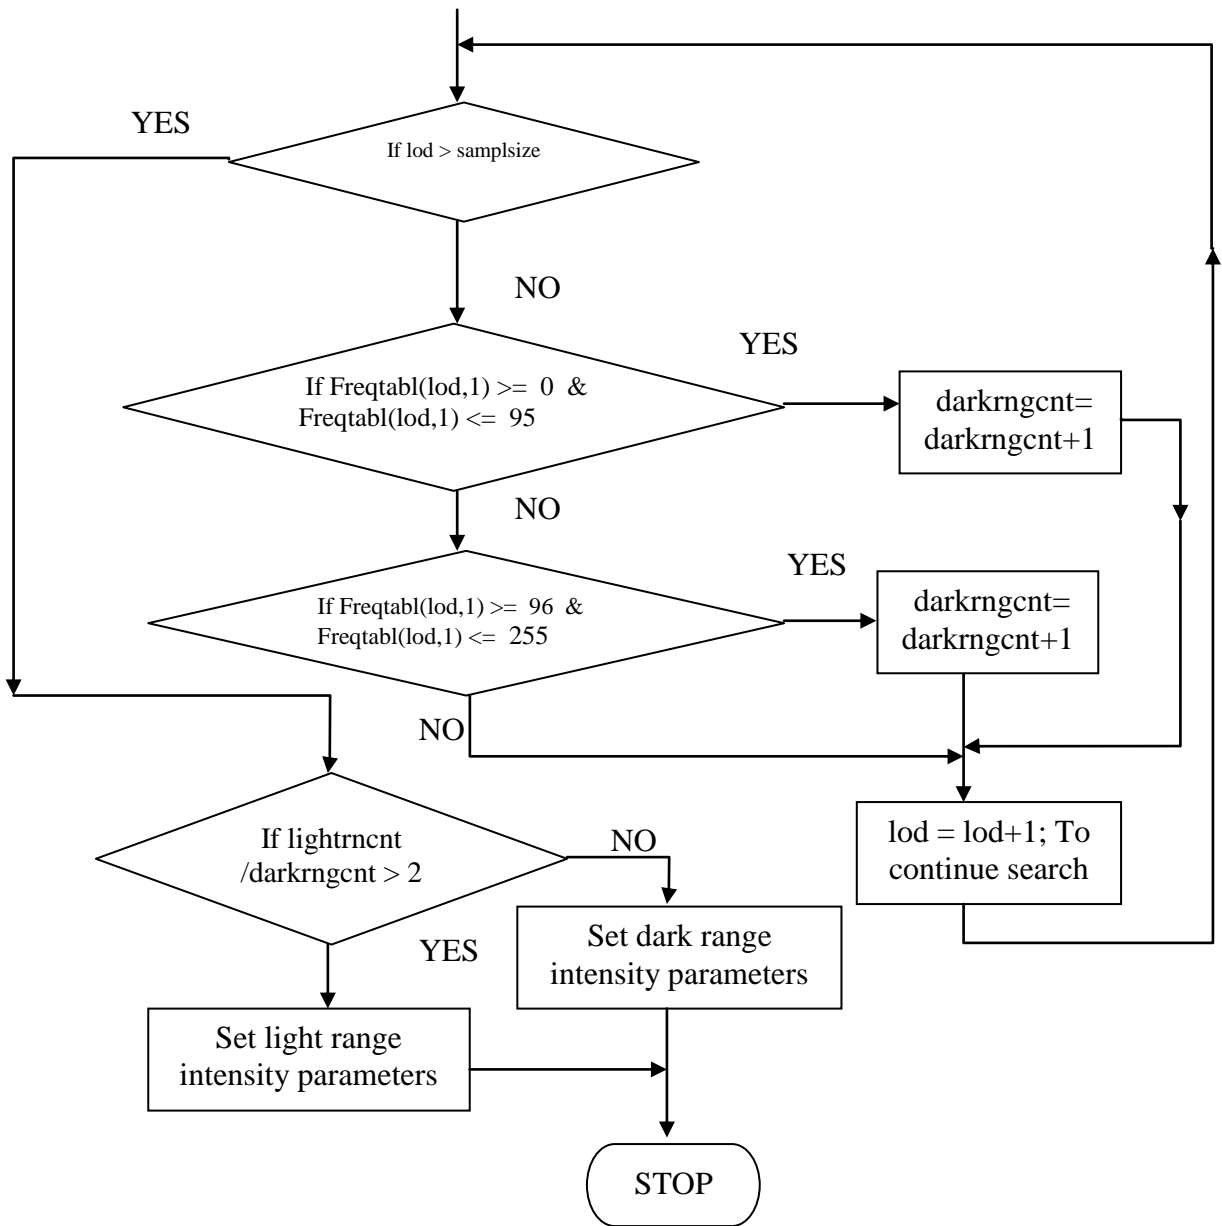 YES
If lod > samplsize
NO
If Freqtabl(lod,1) >= 0 &
Freqtabl(lod,1) <= 95
YES
darkrngcnt=
darkrngcnt+1
NO
If Freqtabl(lod,1) >= 96 &
Freqtabl(lod,1) <= 255
YES
darkrngcnt=
darkrngcnt+1
NO
lod = lod+1; To
continue search
If lightrncnt
/darkrngcnt > 2
NO
Set dark range
intensity parameters
YES
Set light range
intensity parameters
STOP